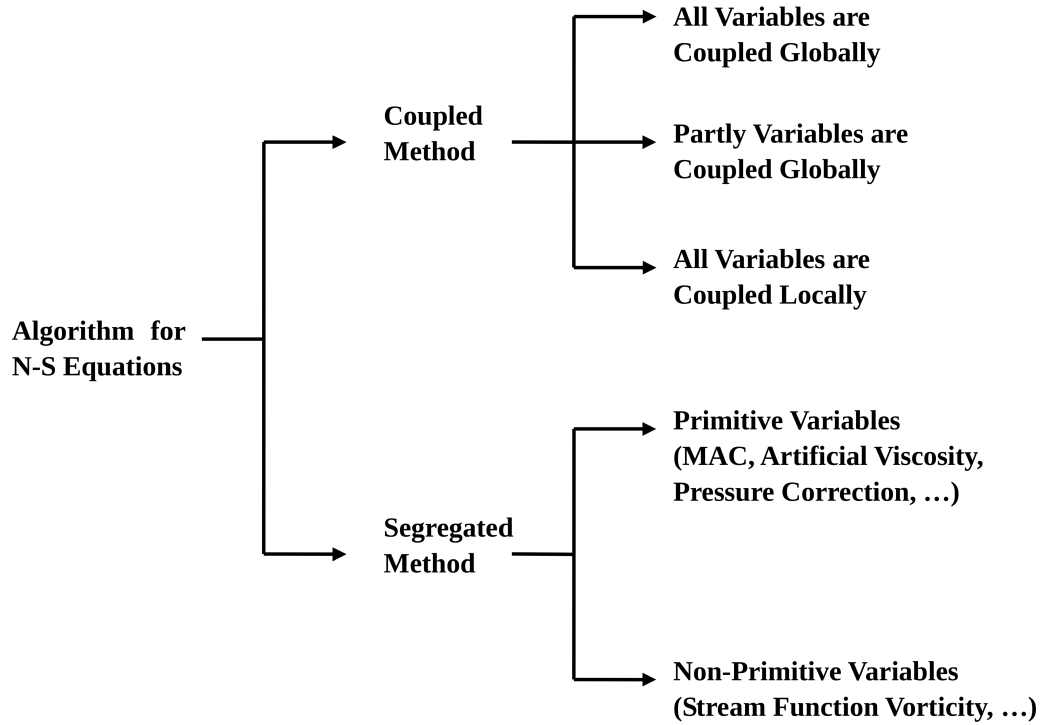 All Variables are
Coupled Globally
Coupled
Method
Partly Variables are
Coupled Globally
All Variables are
Coupled Locally
Algorithm for
N-S Equations
Primitive Variables
(MAC, Artificial Viscosity,
Pressure Correction, …)
Segregated
Method
Non-Primitive Variables
(Stream Function Vorticity, …)